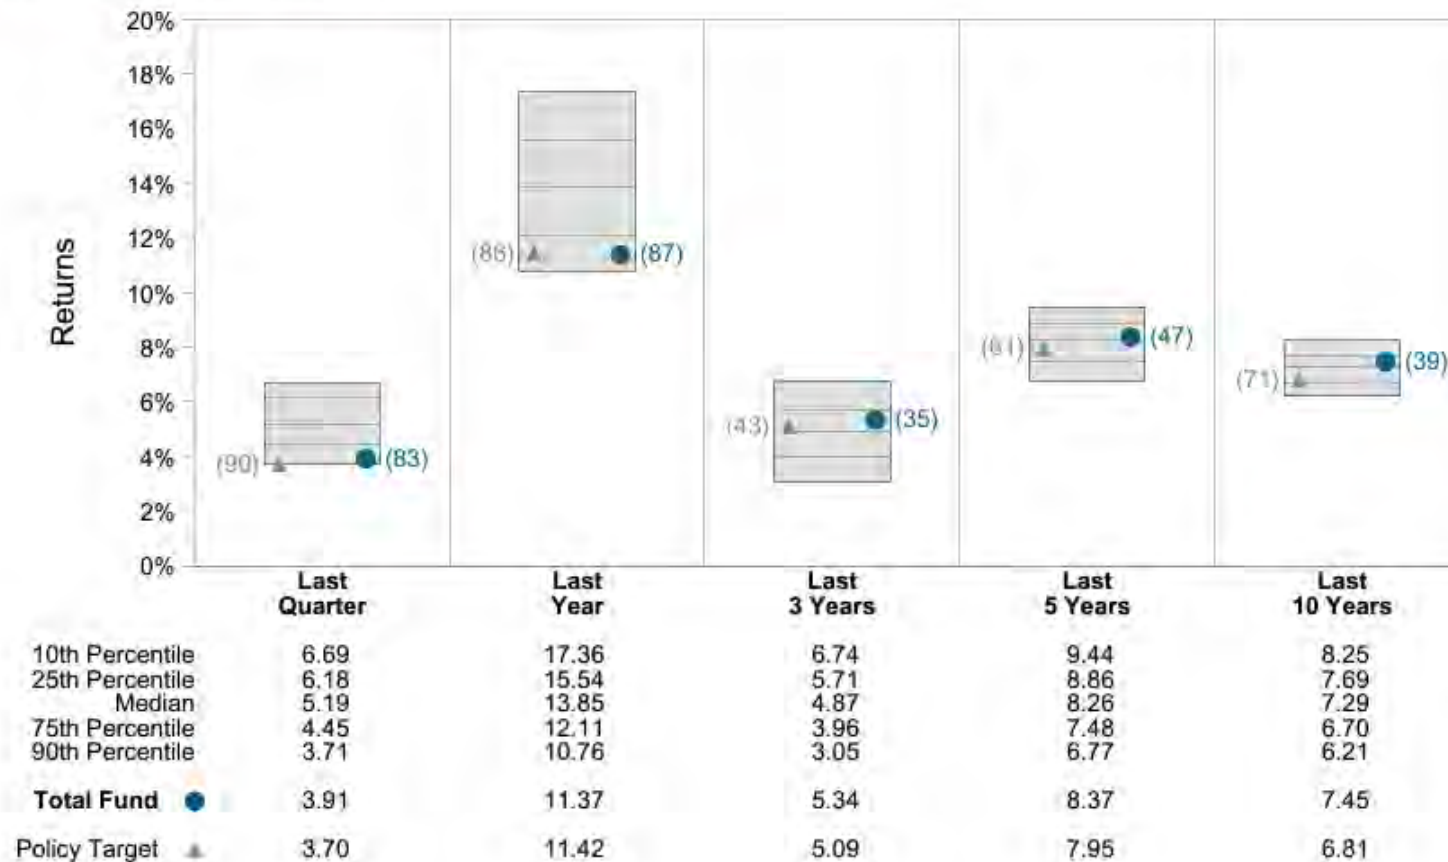 20%
18%
16%
14%
12%
10%
8%
6%
4%
2%
0%
Returns
(90) (83)
(86) (87)
(43) (35)
(61) (47)
(71) (39)
Last Quarter
Last Year
Last 3 Years
Last 5 Years
Last 10 Years
10th Percentile 6.69 17.36 6.74 9.44 8.25
25th Percentile 6.18 15.54 5.71 8.86 7.69
Median 5.19 13.85 4.87 8.26 7.29
75th Percentile 4.45 12.11 3.96 7.48 6.70
90th Percentile 3.71 10.76 3.05 6.77 6.21
Total Fund 3.91 11.37 5.34 8.37 7.45
Policy Target 3.70 11.42 5.09 7.95 6.81